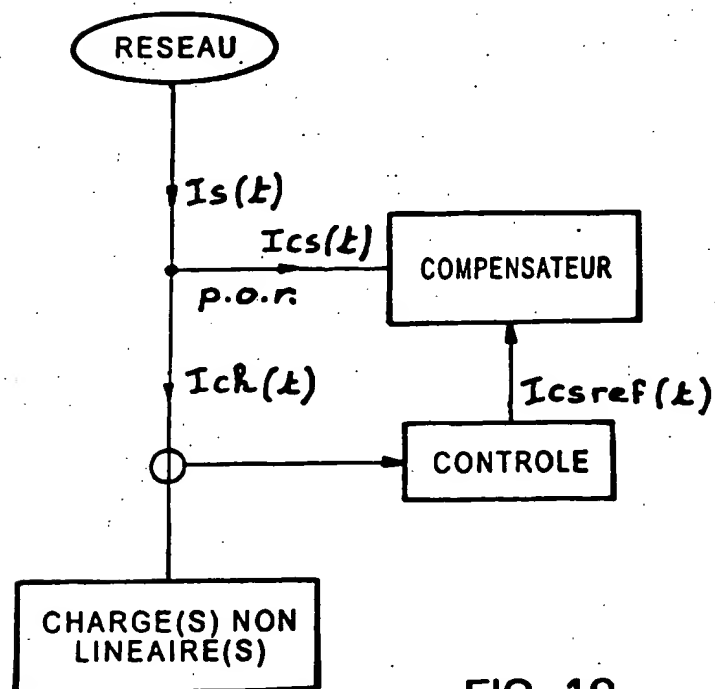 RESEAU
Is(t)
Ics(t)
COMPENSATEUR
p.o.r.
Ich(t)
Icsref(t)
CONTROLE
CHARGE(S) NON
LINEAIRE(S)